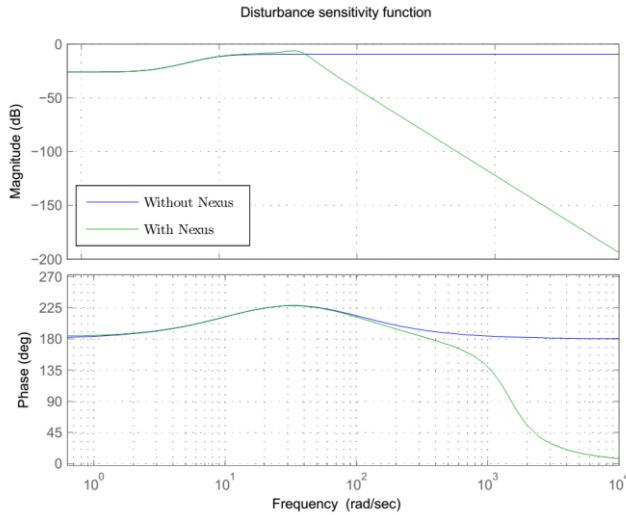 Disturbance sensitivity function
0
−50
−100
−150
−200
Magnitude (dB)
Without Nexus
With Nexus
270
225
180
135
90
45
0
Phase (deg)
10^0
10^1
10^2
10^3
10^4
Frequency (rad/sec)